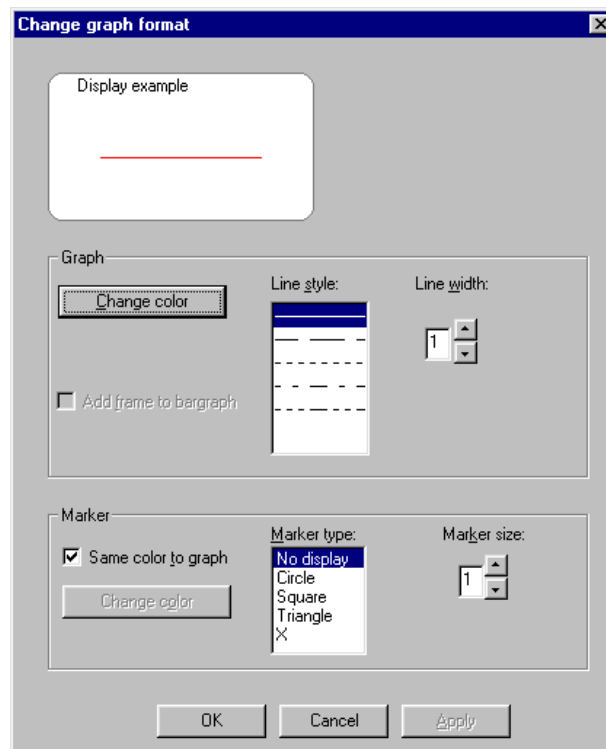 Change graph format
Display example
Graph
Change color
Line style:
Line width:
1
Add frame to bargraph
Marker
Same color to graph
Change color
Marker type:
No display
Circle
Square
Triangle
X
Marker size:
1
OK
Cancel
Apply